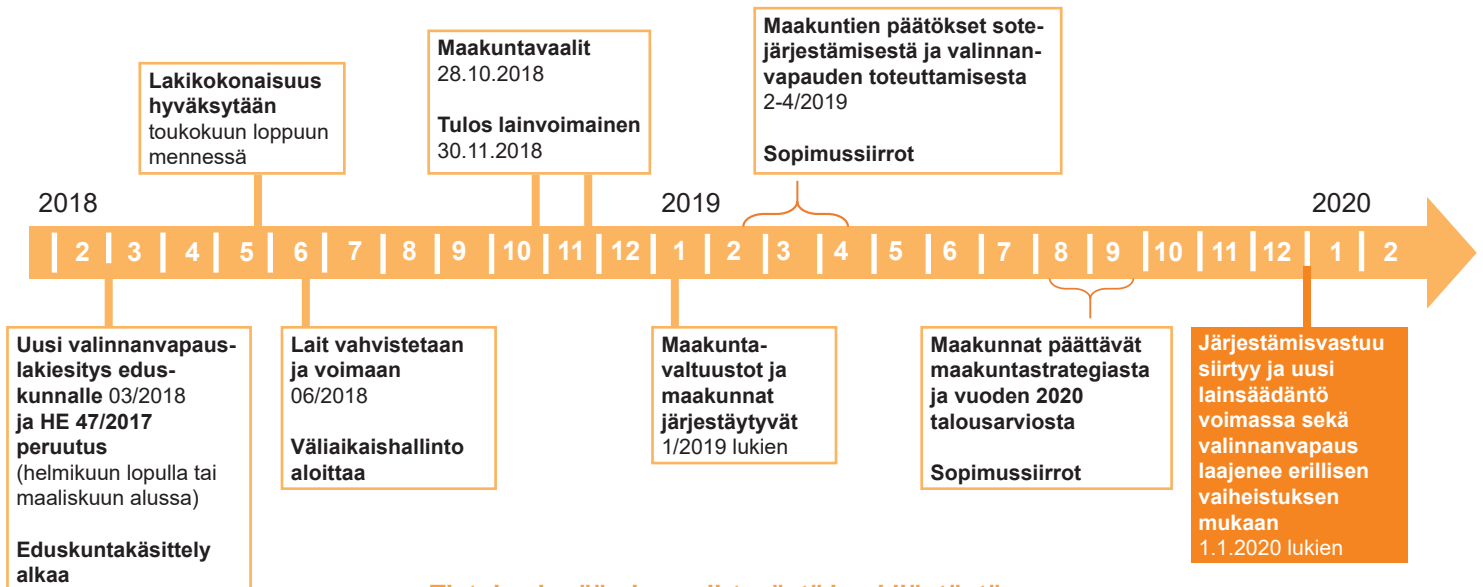 Lakikokonaisuus
hyväksytään
toukokuun loppuun
mennessä
Maakuntavaalit
28.10.2018
Tulos lainvoimainen
30.11.2018
Maakuntien päätökset sote-
järjestämisestä ja valinnan-
vapauden toteuttamisesta
2-4/2019
Sopimussiirrot
2018
2019
2020
2 3 4 5 6 7 8 9 10 11 12 1 2 3 4 5 6 7 8 9 10 11 12 1 2
Uusi valinnanvapaus-
lakiesitys edus-
kunnalle 03/2018
ja HE 47/2017
peruutus
(helmikuun lopulla tai
maaliskuun alussa)
Eduskuntakäsittely
alkaa
Lait vahvistetaan
ja voimaan
06/2018
Väliaikaishallinto
aloittaa
Maakunta-
valtuustot ja
maakunnat
järjestäytyvät
1/2019 lukien
Maakunnat päättävät
maakuntastrategiasta
ja vuoden 2020
talousarviosta
Sopimussiirrot
Järjestämisvastuu
siirtyy ja uusi
lainsäädäntö
voimassa sekä
valinnanvapaus
laajenee erillisen
vaiheistuksen
mukaan
1.1.2020 lukien